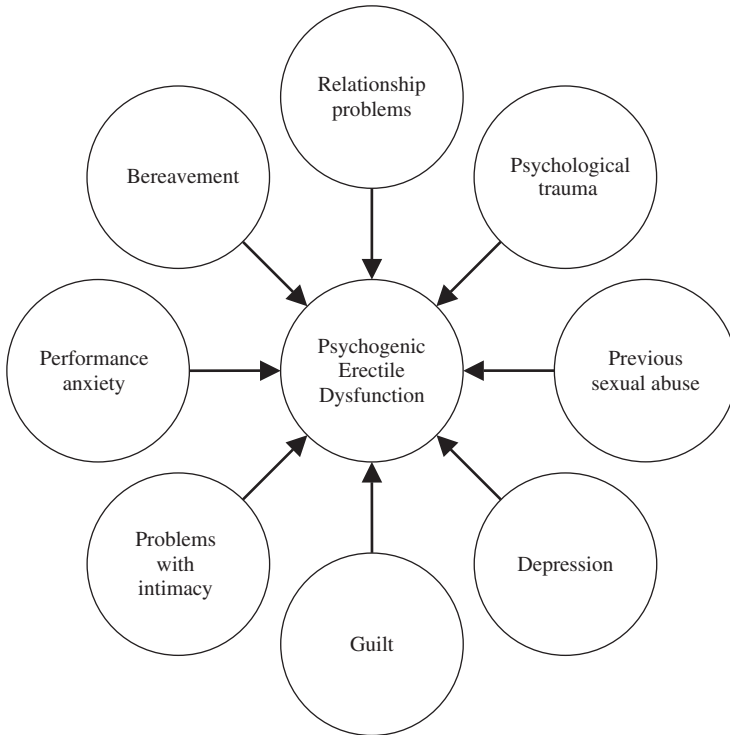 Relationship
problems
Psychological
trauma
Bereavement
Performance
anxiety
Psychogenic
Erectile
Dysfunction
Previous
sexual abuse
Problems
with
intimacy
Depression
Guilt